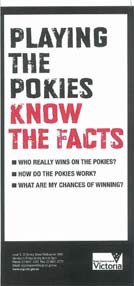 PLAYING
THE
POKIES
KNOW
THE FACTS
■ WHO REALLY WINS ON THE POKIES?
■ HOW DO THE POKIES WORK?
■ WHAT ARE MY CHANCES OF WINNING?
Victoria